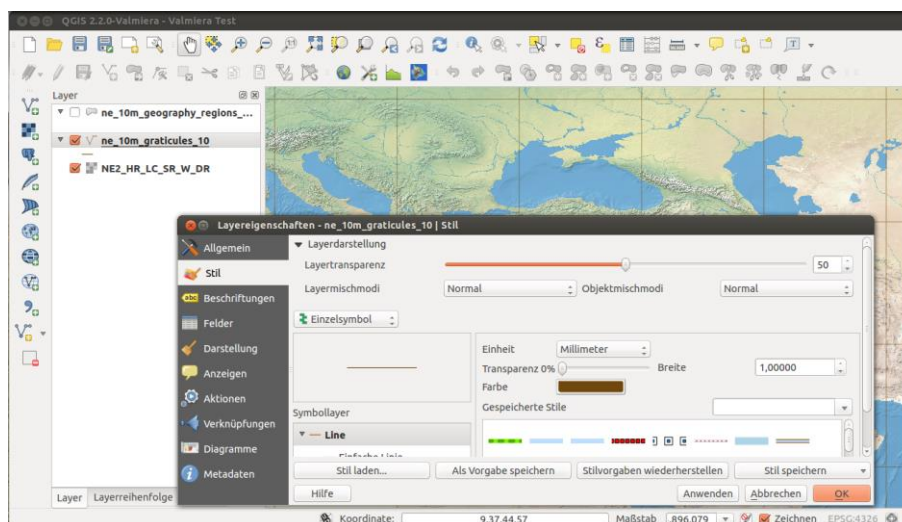 QGIS 2.2.0-Valmiera - Valmiera Test
Layer
ne_10m_geography_regions_...
ne_10m_graticules_10
NE2_HR_LC_SR_W_DR
Layereigenschaften - ne_10m_graticules_10 | Stil
Allgemein
Stil
Beschriftungen
Felder
Darstellung
Anzeigen
Aktionen
Verknüpfungen
Diagramme
Metadaten
Layerdarstellung
Layertransparenz 50
Layermischmodi Normal Objektmischmodi Normal
Einzelsymbol
Einheit Millimeter
Transparenz 0% Breite 1,00000
Farbe
Symbollayer
Gespeicherte Stile
Line
Einfache Linie
Stil laden... Als Vorgabe speichern Stilvorgaben wiederherstellen Stil speichern
Hilfe Anwenden Abbrechen OK
Layer Layerreihenfolge
Koordinate: 9.37,44.57 Maßstab 896.079 Zeichnen EPSG:4326